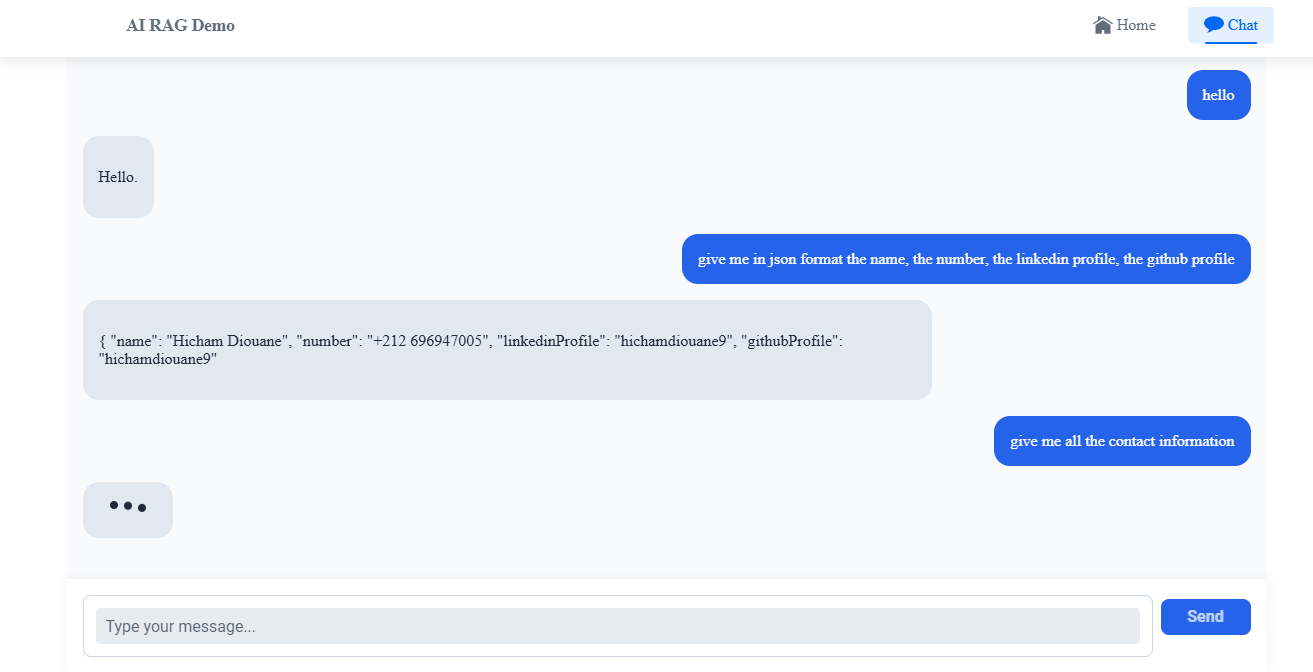 AI RAG Demo
Home
Chat
hello
Hello.
give me in json format the name, the number, the linkedin profile, the github profile
{ "name": "Hicham Diouane", "number": "+212 696947005", "linkedinProfile": "hichamdiouane9", "githubProfile":
"hichamdiouane9"
give me all the contact information
Type your message...
Send